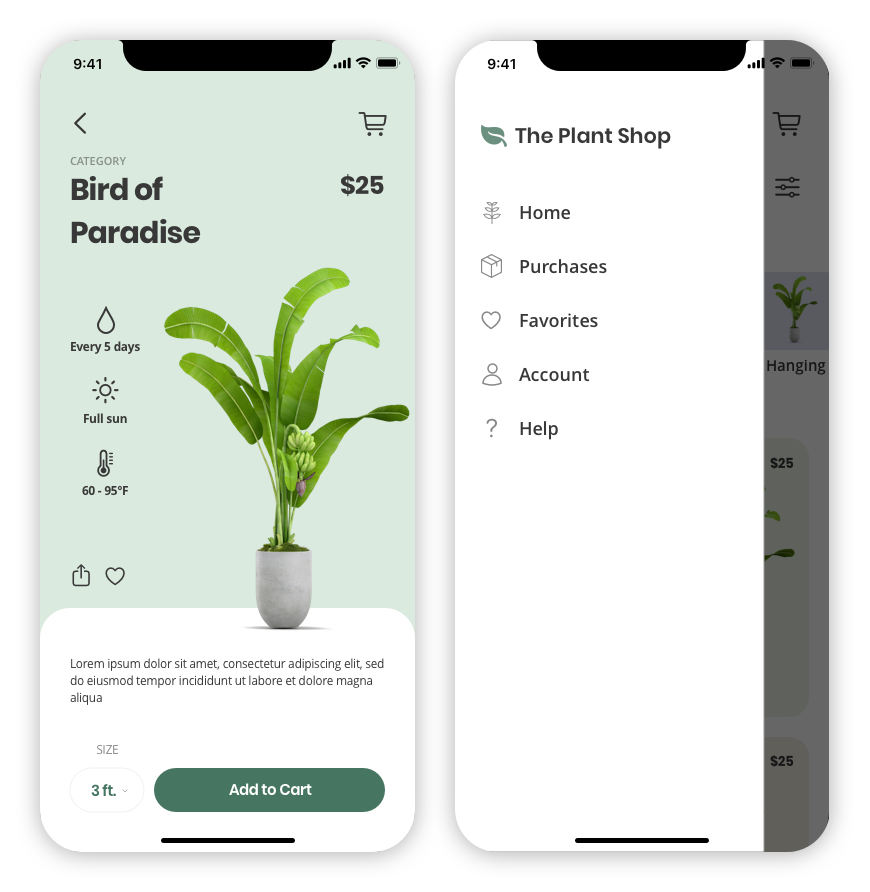 9:41
CATEGORY
Bird of
Paradise
$25
Every 5 days
Full sun
60 - 95°F
Lorem ipsum dolor sit amet, consectetur adipiscing elit, sed
do eiusmod tempor incididunt ut labore et dolore magna
aliqua
SIZE
3 ft.
Add to Cart
9:41
The Plant Shop
Home
Purchases
Favorites
Account
Help
Hanging
$25
$25